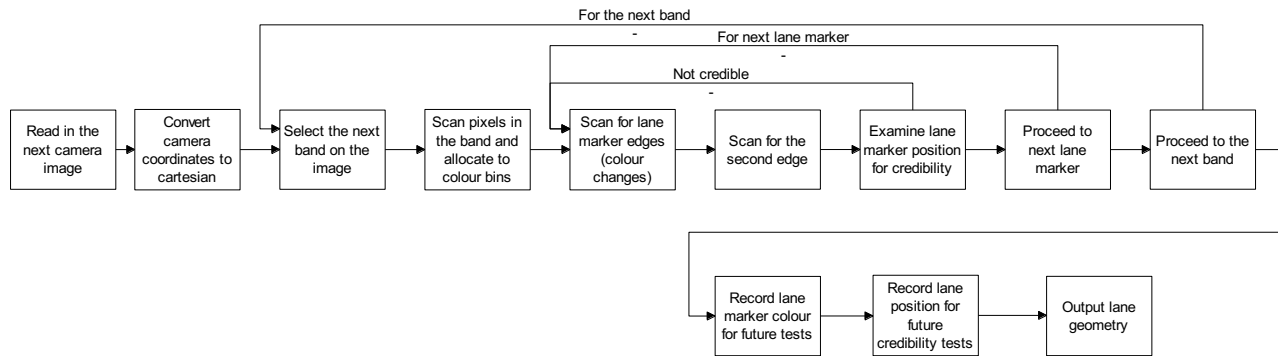 For the next band
-
For next lane marker
-
Not credible
-
Read in the
next camera
image
Convert
camera
coordinates to
cartesian
Select the next
band on the
image
Scan pixels in
the band and
allocate to
colour bins
Scan for lane
marker edges
(colour
changes)
Scan for the
second edge
Examine lane
marker position
for credibility
Proceed to
next lane
marker
Proceed to the
next band
Record lane
marker colour
for future tests
Record lane
position for
future
credibility tests
Output lane
geometry